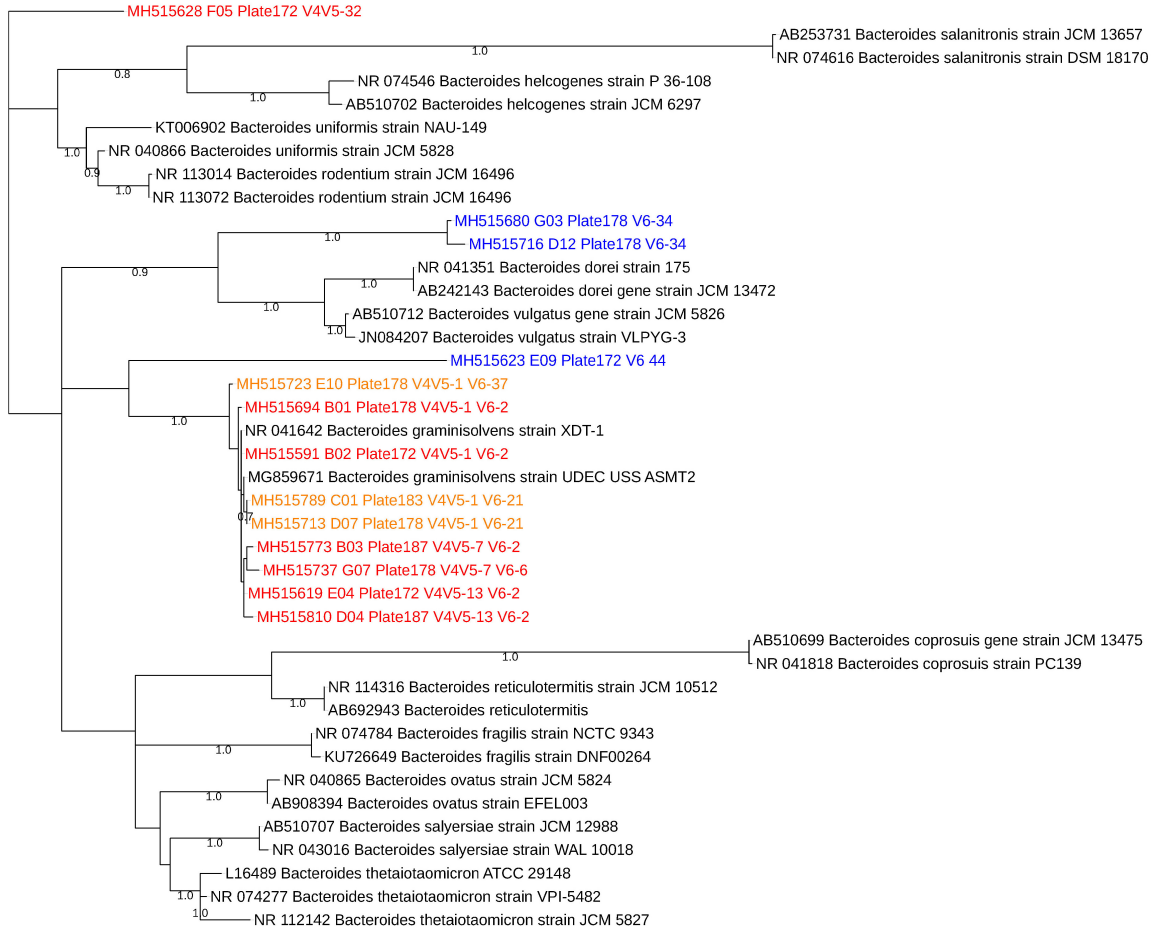 MH515628 F05 Plate172 V4V5-32
AB253731 Bacteroides salanitronis strain JCM 13657
1.0
NR 074616 Bacteroides salanitronis strain DSM 18170
0.8
NR 074546 Bacteroides helcogenes strain P 36-108
1.0
AB510702 Bacteroides helcogenes strain JCM 6297
KT006902 Bacteroides uniformis strain NAU-149
1.0
NR 040866 Bacteroides uniformis strain JCM 5828
0.9
NR 113014 Bacteroides rodentium strain JCM 16496
1.0
NR 113072 Bacteroides rodentium strain JCM 16496
MH515680 G03 Plate178 V6-34
1.0
MH515716 D12 Plate178 V6-34
0.9
NR 041351 Bacteroides dorei strain 175
1.0
AB242143 Bacteroides dorei gene strain JCM 13472
1.0
AB510712 Bacteroides vulgatus gene strain JCM 5826
1.0
JN084207 Bacteroides vulgatus strain VLPYG-3
MH515623 E09 Plate172 V6 44
MH515723 E10 Plate178 V4V5-1 V6-37
1.0
MH515694 B01 Plate178 V4V5-1 V6-2
NR 041642 Bacteroides graminisolvens strain XDT-1
MH515591 B02 Plate172 V4V5-1 V6-2
MG859671 Bacteroides graminisolvens strain UDEC USS ASMT2
MH515789 C01 Plate183 V4V5-1 V6-21
0.7
MH515713 D07 Plate178 V4V5-1 V6-21
MH515773 B03 Plate187 V4V5-7 V6-2
MH515737 G07 Plate178 V4V5-7 V6-6
MH515619 E04 Plate172 V4V5-13 V6-2
MH515810 D04 Plate187 V4V5-13 V6-2
AB510699 Bacteroides coprosuis gene strain JCM 13475
1.0
NR 041818 Bacteroides coprosuis strain PC139
NR 114316 Bacteroides reticulotermitis strain JCM 10512
1.0
AB692943 Bacteroides reticulotermitis
NR 074784 Bacteroides fragilis strain NCTC 9343
1.0
KU726649 Bacteroides fragilis strain DNF00264
NR 040865 Bacteroides ovatus strain JCM 5824
1.0
AB908394 Bacteroides ovatus strain EFEL003
AB510707 Bacteroides salyersiae strain JCM 12988
1.0
NR 043016 Bacteroides salyersiae strain WAL 10018
L16489 Bacteroides thetaiotaomicron ATCC 29148
1.0
NR 074277 Bacteroides thetaiotaomicron strain VPI-5482
1.0
NR 112142 Bacteroides thetaiotaomicron strain JCM 5827